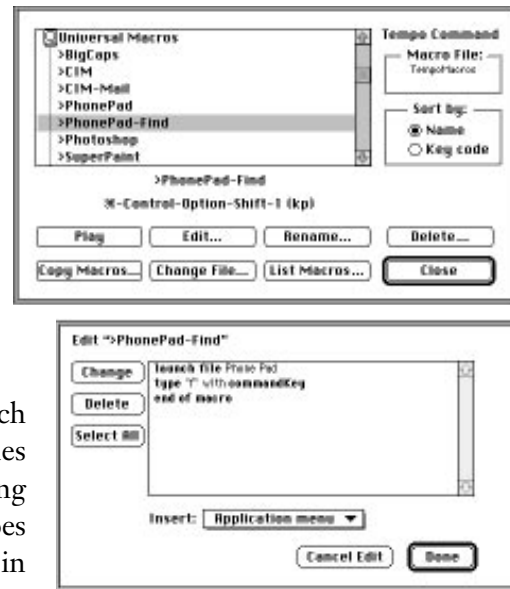 Universal Macros
>BigCaps
>CIM
>CIM-Mail
>PhonePad
>PhonePad-Find
>Photoshop
>SuperPaint
Tempo Command
Macro File:
TempoMacros
Sort by:
Name
Key code
>PhonePad-Find
⌘-Control-Option-Shift-1 (kp)
Play Edit... Rename... Delete...
Copy Macros... Change File... List Macros... Close
Edit ">PhonePad-Find"
Change
Delete
Select All
launch file Phone Pad
type "f" with commandKey
end of macro
Insert: Application menu
Cancel Edit Done
ch
es
ng
oes
in